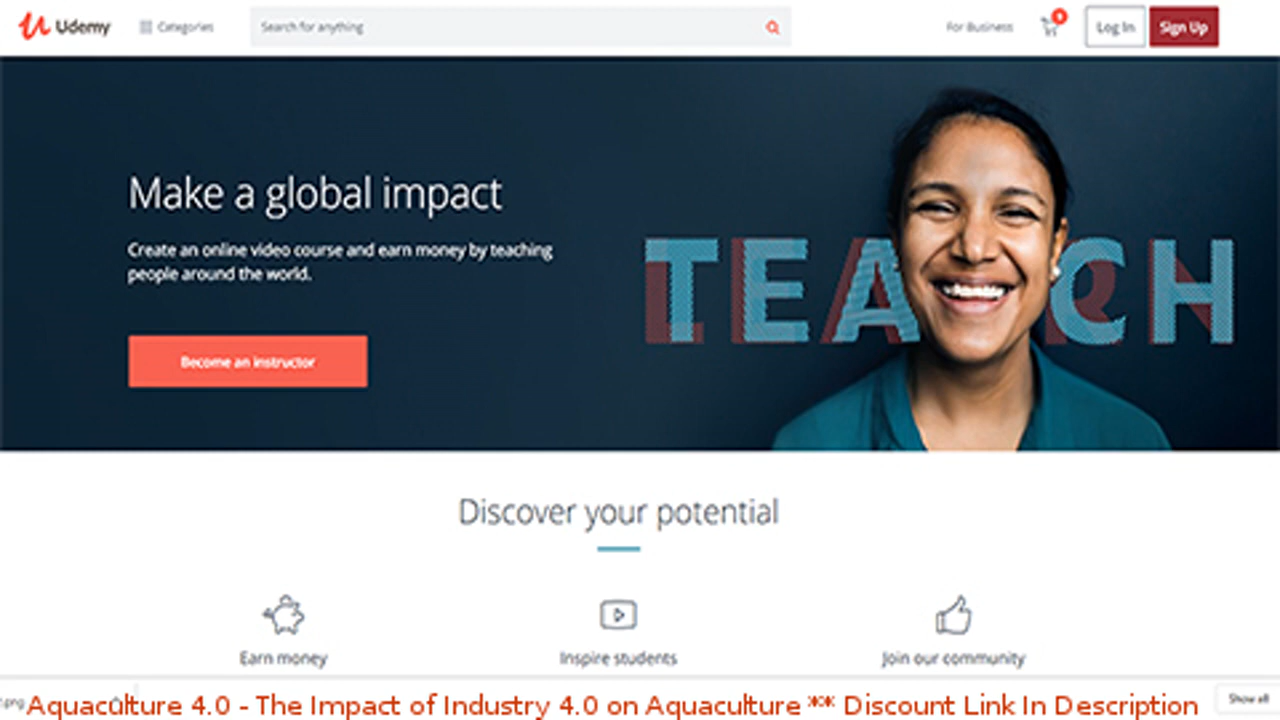 Udemy
Categories
Search for anything
For Business
Log In
Sign Up
Make a global impact
Create an online video course and earn money by teaching
people around the world.
TEACH
Become an instructor
Discover your potential
Earn money
Inspire students
Join our community
Aquaculture 4.0 - The Impact of Industry 4.0 on Aquaculture ** Discount Link In Description
Show all